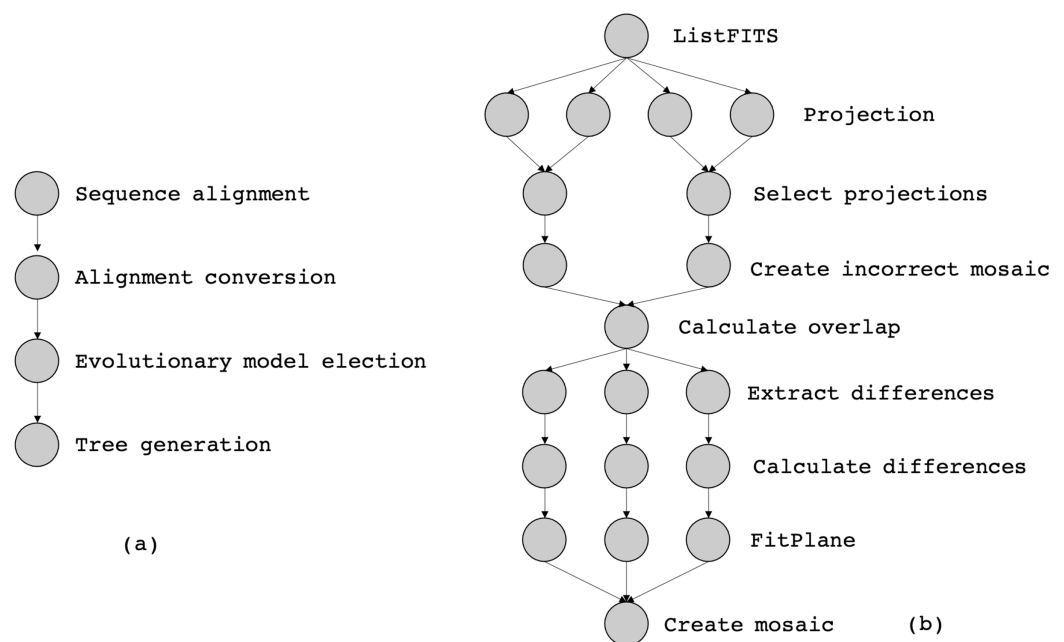 Sequence alignment
Alignment conversion
Evolutionary model election
Tree generation
(a)
ListFITS
Projection
Select projections
Create incorrect mosaic
Calculate overlap
Extract differences
Calculate differences
FitPlane
Create mosaic
(b)